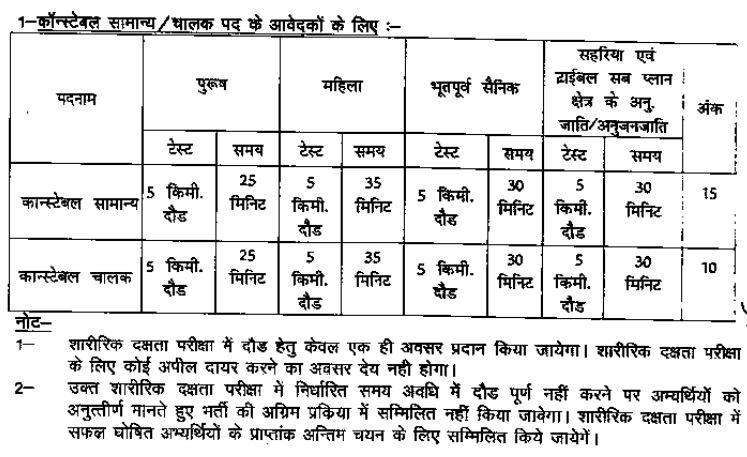 1–कॉन्स्टेबल सामान्य/चालक पद के आवेदकों के लिए :–
पदनाम
पुरूष
महिला
भूतपूर्व सैनिक
सहरिया एवं
ट्राईबल सब प्लान
क्षेत्र के अनु.
जाति/अनुजनजाति
अंक
टेस्ट समय टेस्ट समय टेस्ट समय टेस्ट समय
कान्स्टेबल सामान्य
5 किमी.
दौड
25
मिनिट
5
किमी.
दौड
35
मिनिट
5 किमी.
दौड
30
मिनिट
5
किमी.
दौड
30
मिनिट
15
कान्स्टेबल चालक
5 किमी.
दौड
25
मिनिट
5
किमी.
दौड
35
मिनिट
5 किमी.
दौड
30
मिनिट
5
किमी.
दौड
30
मिनिट
10
नोट–
1– शारीरिक दक्षता परीक्षा में दौड हेतु केवल एक ही अवसर प्रदान किया जायेगा। शारीरिक दक्षता परीक्षा
के लिए कोई अपील दायर करने का अवसर देय नही होगा।
2– उक्त शारीरिक दक्षता परीक्षा में निर्धारित समय अवधि में दौड पूर्ण नहीं करने पर अभ्यर्थियों को
अनुत्तीर्ण मानते हुए भर्ती की अग्रिम प्रकिया में सम्मिलित नहीं किया जावेगा। शारीरिक दक्षता परीक्षा में
सफल घोषित अभ्यर्थियों के प्राप्तांक अन्तिम चयन के लिए सम्मिलित किये जायेगें।